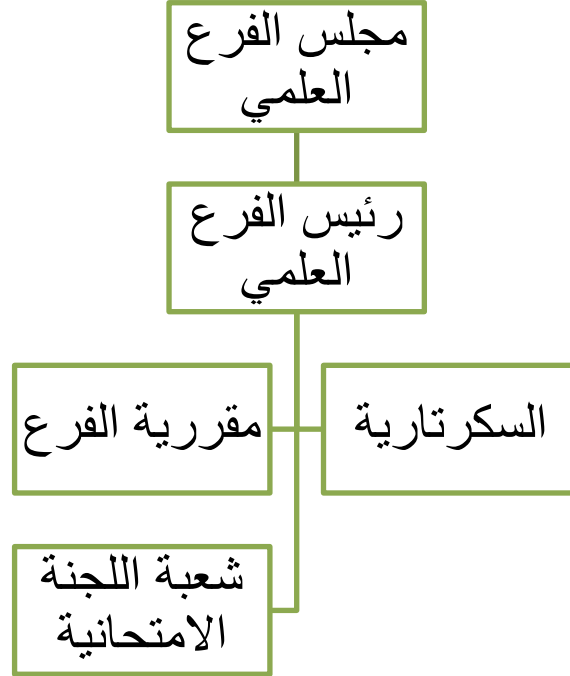 مجلس الفرع
العلمي
رئيس الفرع
العلمي
السكرتارية
مقررية الفرع
شعبة اللجنة
الامتحانية